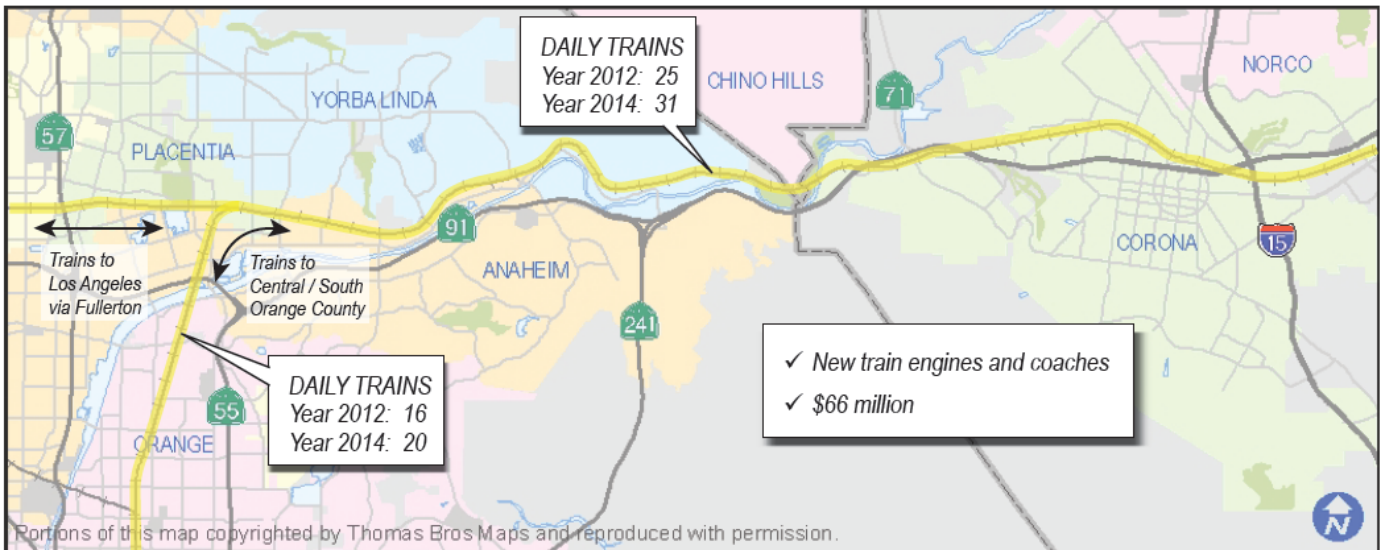 DAILY TRAINS
Year 2012: 25
Year 2014: 31
CHINO HILLS
71
NORCO
YORBA LINDA
57
PLACENTIA
91
Trains to
Los Angeles
via Fullerton
Trains to
Central / South
Orange County
ANAHEIM
CORONA
15
241
✓ New train engines and coaches
✓ $66 million
DAILY TRAINS
Year 2012: 16
Year 2014: 20
55
ORANGE
Portions of this map copyrighted by Thomas Bros Maps and reproduced with permission.
N